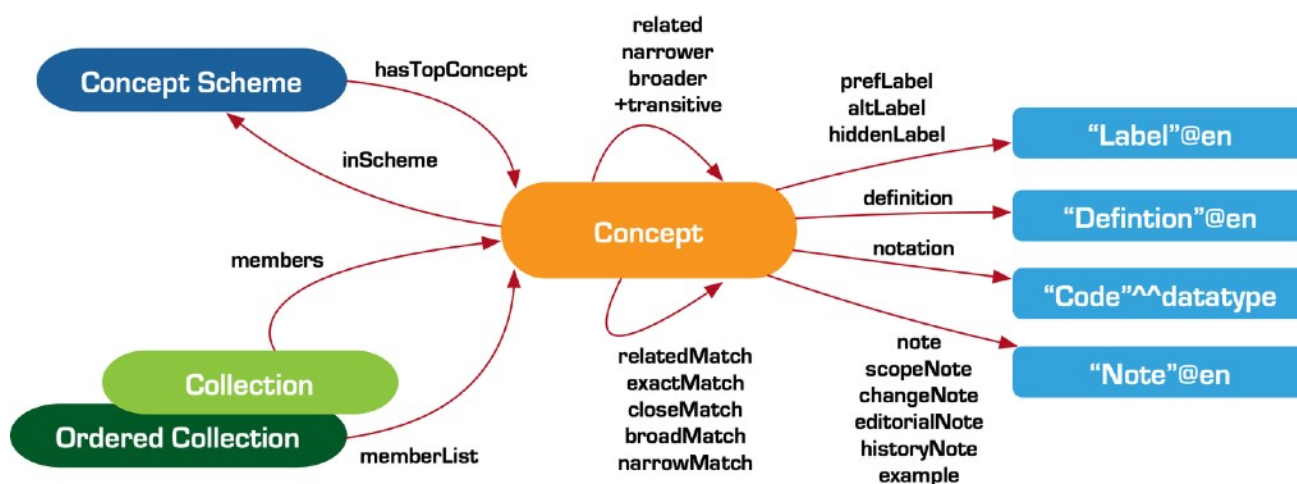 related
narrower
broader
+transitive
hasTopConcept
Concept Scheme
prefLabel
altLabel
hiddenLabel
“Label”@en
inScheme
definition
“Defintion”@en
Concept
notation
members
“Code”^^datatype
note
scopeNote
changeNote
editorialNote
historyNote
example
“Note”@en
relatedMatch
exactMatch
closeMatch
broadMatch
narrowMatch
Collection
Ordered Collection
memberList